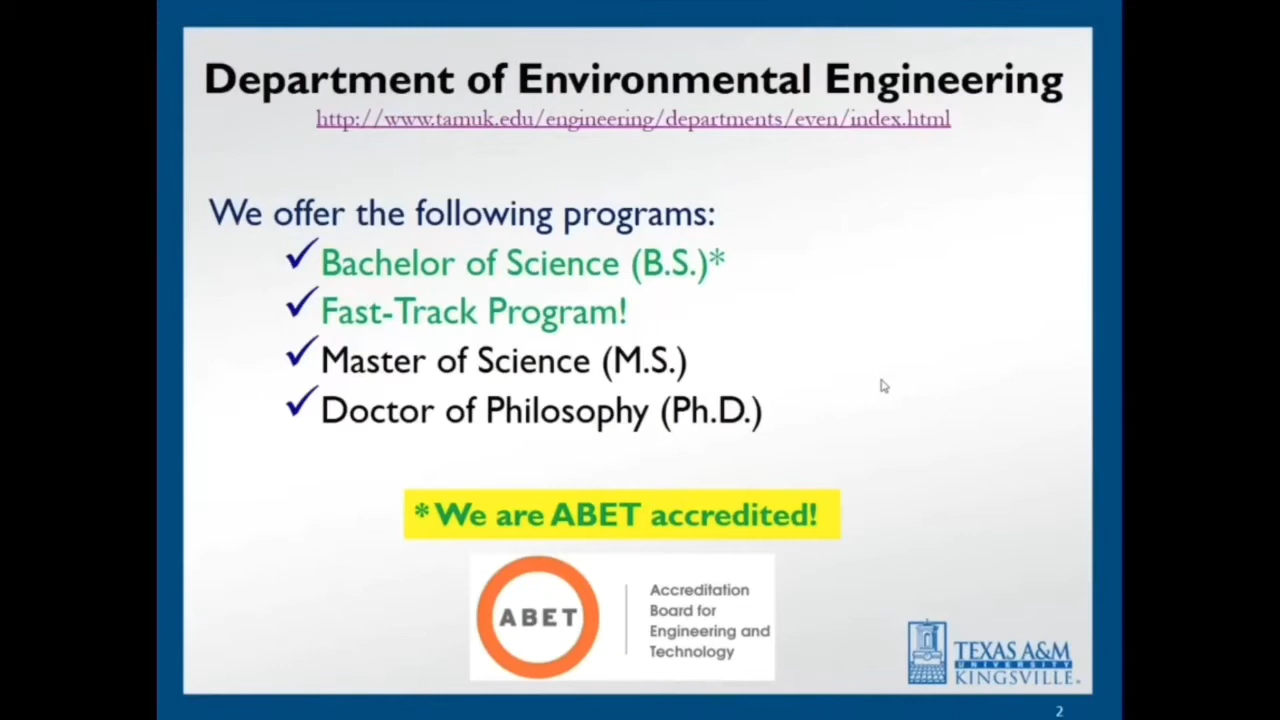 Department of Environmental Engineering
http://www.tamuk.edu/engineering/departments/even/index.html
We offer the following programs:
Bachelor of Science (B.S.)*
Fast-Track Program!
Master of Science (M.S.)
Doctor of Philosophy (Ph.D.)
* We are ABET accredited!
ABET
Accreditation
Board for
Engineering and
Technology
TEXAS A&M
UNIVERSITY
KINGSVILLE®
2